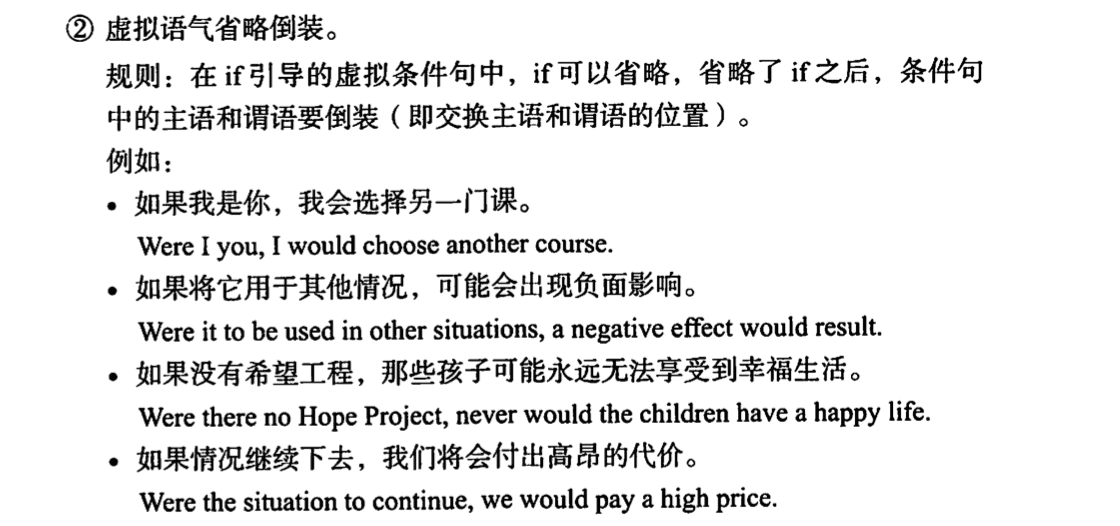 ② 虚拟语气省略倒装。
规则：在 if 引导的虚拟条件句中，if 可以省略，省略了 if 之后，条件句
中的主语和谓语要倒装（即交换主语和谓语的位置）。
例如：
• 如果我是你，我会选择另一门课。
Were I you, I would choose another course.
• 如果将它用于其他情况，可能会出现负面影响。
Were it to be used in other situations, a negative effect would result.
• 如果没有希望工程，那些孩子可能永远无法享受到幸福生活。
Were there no Hope Project, never would the children have a happy life.
• 如果情况继续下去，我们将会付出高昂的代价。
Were the situation to continue, we would pay a high price.